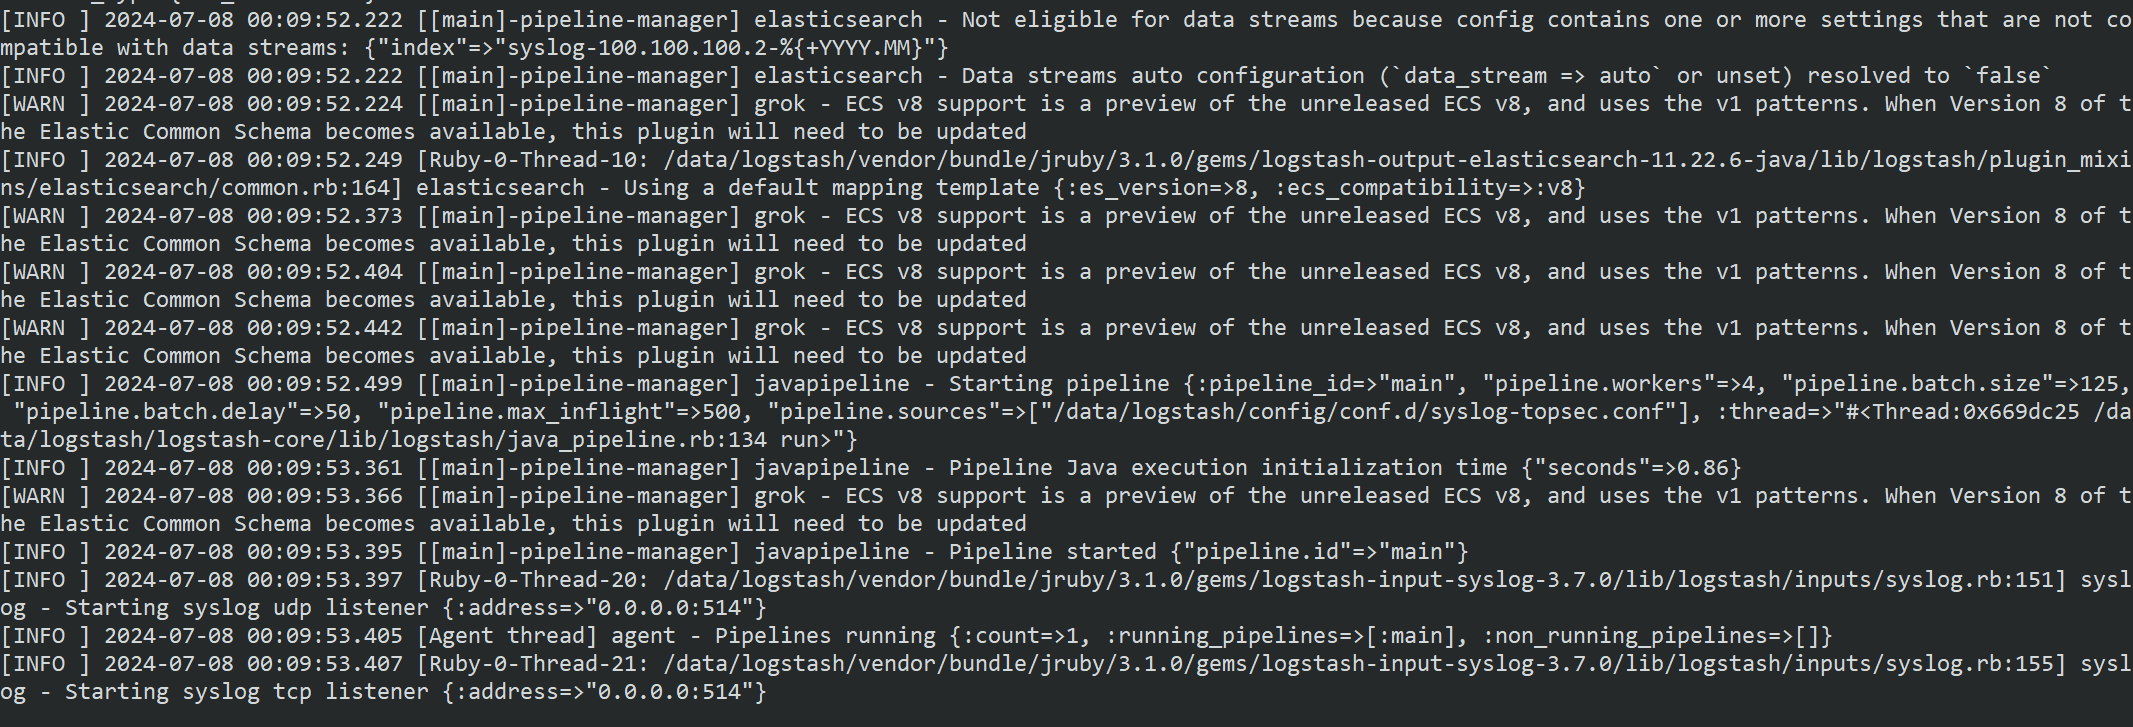 [INFO ] 2024-07-08 00:09:52.222 [[main]-pipeline-manager] elasticsearch - Not eligible for data streams because config contains one or more settings that are not co
mpatible with data streams: {"index"=>"syslog-100.100.100.2-%{+YYYY.MM}"}
[INFO ] 2024-07-08 00:09:52.222 [[main]-pipeline-manager] elasticsearch - Data streams auto configuration (`data_stream => auto` or unset) resolved to `false`
[WARN ] 2024-07-08 00:09:52.224 [[main]-pipeline-manager] grok - ECS v8 support is a preview of the unreleased ECS v8, and uses the v1 patterns. When Version 8 of t
he Elastic Common Schema becomes available, this plugin will need to be updated
[INFO ] 2024-07-08 00:09:52.249 [Ruby-0-Thread-10: /data/logstash/vendor/bundle/jruby/3.1.0/gems/logstash-output-elasticsearch-11.22.6-java/lib/logstash/plugin_mixi
ns/elasticsearch/common.rb:164] elasticsearch - Using a default mapping template {:es_version=>8, :ecs_compatibility=>:v8}
[WARN ] 2024-07-08 00:09:52.373 [[main]-pipeline-manager] grok - ECS v8 support is a preview of the unreleased ECS v8, and uses the v1 patterns. When Version 8 of t
he Elastic Common Schema becomes available, this plugin will need to be updated
[WARN ] 2024-07-08 00:09:52.404 [[main]-pipeline-manager] grok - ECS v8 support is a preview of the unreleased ECS v8, and uses the v1 patterns. When Version 8 of t
he Elastic Common Schema becomes available, this plugin will need to be updated
[WARN ] 2024-07-08 00:09:52.442 [[main]-pipeline-manager] grok - ECS v8 support is a preview of the unreleased ECS v8, and uses the v1 patterns. When Version 8 of t
he Elastic Common Schema becomes available, this plugin will need to be updated
[INFO ] 2024-07-08 00:09:52.499 [[main]-pipeline-manager] javapipeline - Starting pipeline {:pipeline_id=>"main", "pipeline.workers"=>4, "pipeline.batch.size"=>125,
 "pipeline.batch.delay"=>50, "pipeline.max_inflight"=>500, "pipeline.sources"=>["/data/logstash/config/conf.d/syslog-topsec.conf"], :thread=>"#<Thread:0x669dc25 /da
ta/logstash/logstash-core/lib/logstash/java_pipeline.rb:134 run>"}
[INFO ] 2024-07-08 00:09:53.361 [[main]-pipeline-manager] javapipeline - Pipeline Java execution initialization time {"seconds"=>0.86}
[WARN ] 2024-07-08 00:09:53.366 [[main]-pipeline-manager] grok - ECS v8 support is a preview of the unreleased ECS v8, and uses the v1 patterns. When Version 8 of t
he Elastic Common Schema becomes available, this plugin will need to be updated
[INFO ] 2024-07-08 00:09:53.395 [[main]-pipeline-manager] javapipeline - Pipeline started {"pipeline.id"=>"main"}
[INFO ] 2024-07-08 00:09:53.397 [Ruby-0-Thread-20: /data/logstash/vendor/bundle/jruby/3.1.0/gems/logstash-input-syslog-3.7.0/lib/logstash/inputs/syslog.rb:151] sysl
og - Starting syslog udp listener {:address=>"0.0.0.0:514"}
[INFO ] 2024-07-08 00:09:53.405 [Agent thread] agent - Pipelines running {:count=>1, :running_pipelines=>[:main], :non_running_pipelines=>[]}
[INFO ] 2024-07-08 00:09:53.407 [Ruby-0-Thread-21: /data/logstash/vendor/bundle/jruby/3.1.0/gems/logstash-input-syslog-3.7.0/lib/logstash/inputs/syslog.rb:155] sysl
og - Starting syslog tcp listener {:address=>"0.0.0.0:514"}